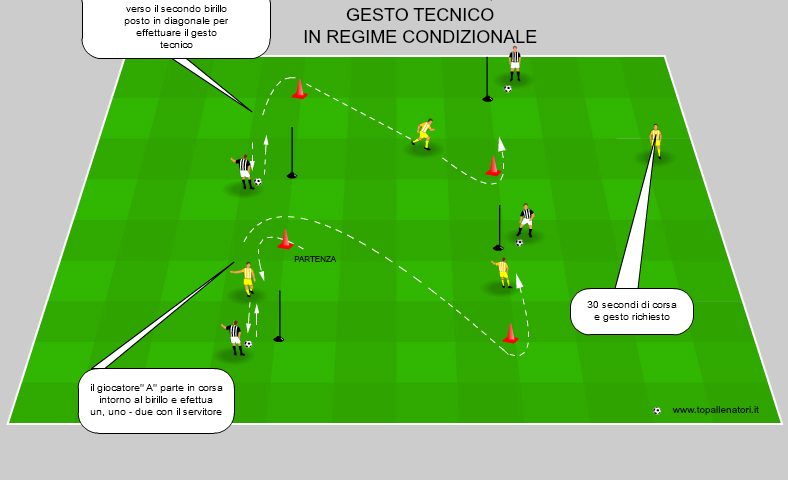 verso il secondo birillo
posto in diagonale per
effettuare il gesto
tecnico
GESTO TECNICO
IN REGIME CONDIZIONALE
PARTENZA
30 secondi di corsa
e gesto richiesto
il giocatore" A" parte in corsa
intorno al birillo e efettua
un, uno - due con il servitore
www.topallenatori.it